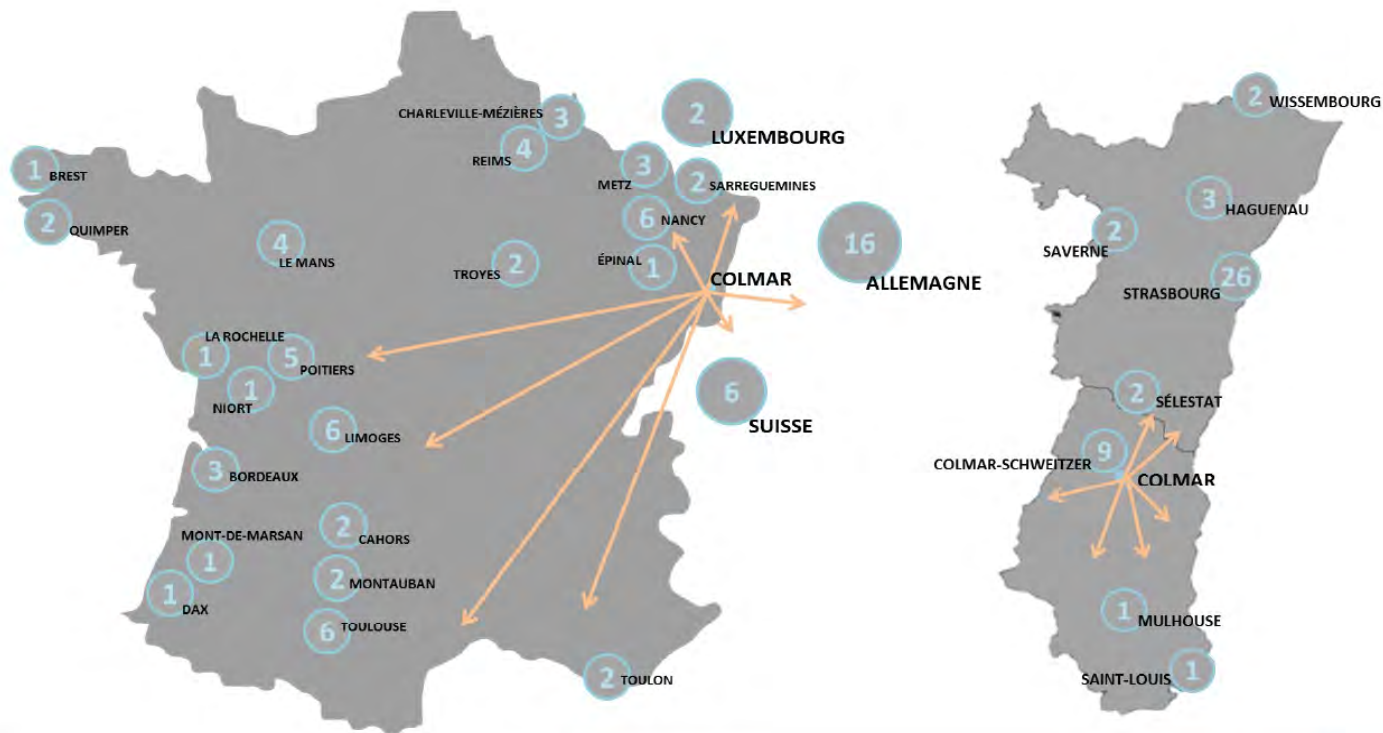 CHARLEVILLE-MÉZIÈRES
3
2
LUXEMBOURG
4
REIMS
1
BREST
3
METZ
2
SARREGUEMINES
2
QUIMPER
6
NANCY
4
LE MANS
TROYES
2
ÉPINAL
1
COLMAR
16
ALLEMAGNE
LA ROCHELLE
1
5
POITIERS
1
NIORT
6
SUISSE
6
LIMOGES
3
BORDEAUX
2
CAHORS
MONT-DE-MARSAN
1
2
MONTAUBAN
1
DAX
6
TOULOUSE
2
TOULON
2
WISSEMBOURG
3
HAGUENAU
2
SAVERNE
26
STRASBOURG
2
SÉLESTAT
9
COLMAR-SCHWEITZER
COLMAR
1
MULHOUSE
SAINT-LOUIS
1